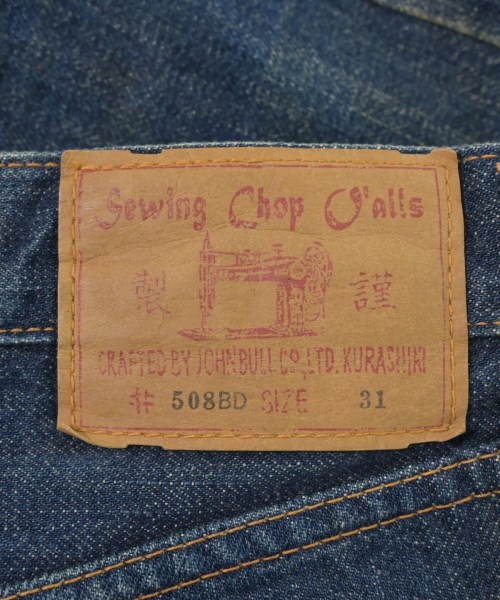 Sewing Chop O'alls
製 謹
CRAFTED BY JOHN BULL CO.,LTD. KURASHIKI
# 508BD SIZE 31